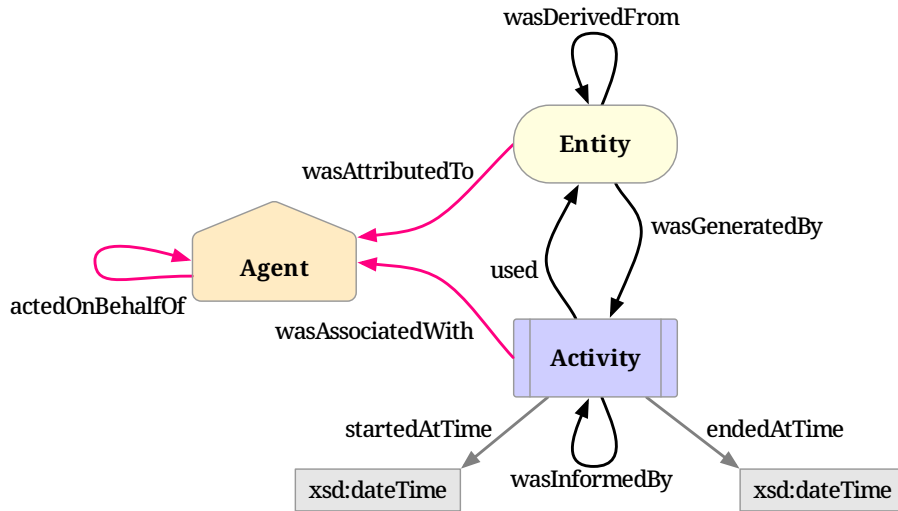 wasDerivedFrom
Entity
wasAttributedTo
wasGeneratedBy
Agent
used
actedOnBehalfOf
wasAssociatedWith
Activity
startedAtTime
endedAtTime
wasInformedBy
xsd:dateTime
xsd:dateTime